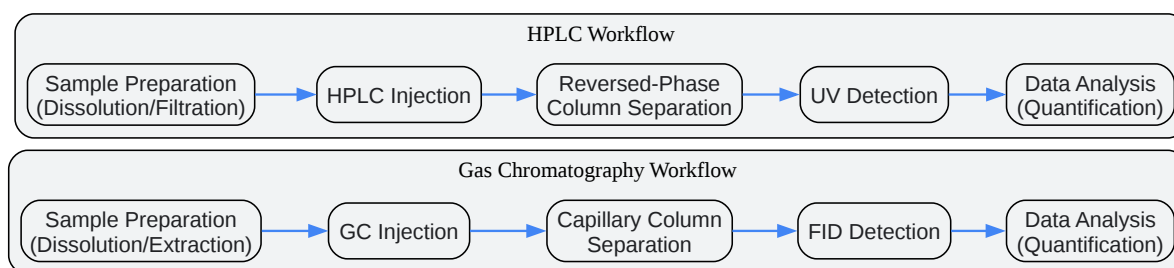 HPLC Workflow
Sample Preparation
(Dissolution/Filtration)
HPLC Injection
Reversed-Phase
Column Separation
UV Detection
Data Analysis
(Quantification)
Gas Chromatography Workflow
Sample Preparation
(Dissolution/Extraction)
GC Injection
Capillary Column
Separation
FID Detection
Data Analysis
(Quantification)